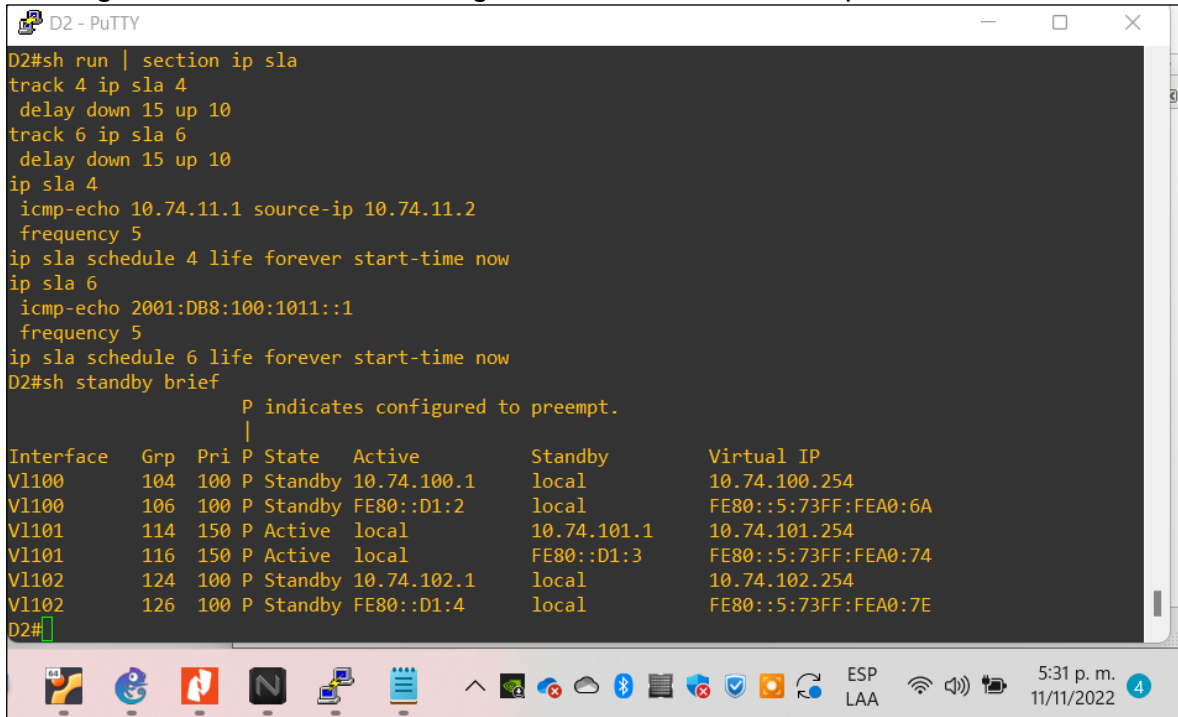 D2 - PuTTY
D2#sh run | section ip sla
track 4 ip sla 4
 delay down 15 up 10
track 6 ip sla 6
 delay down 15 up 10
ip sla 4
 icmp-echo 10.74.11.1 source-ip 10.74.11.2
 frequency 5
ip sla schedule 4 life forever start-time now
ip sla 6
 icmp-echo 2001:DB8:100:1011::1
 frequency 5
ip sla schedule 6 life forever start-time now
D2#sh standby brief
                     P indicates configured to preempt.
                     |
Interface   Grp  Pri P State   Active          Standby         Virtual IP
Vl100       104  100 P Standby 10.74.100.1     local           10.74.100.254
Vl100       106  100 P Standby FE80::D1:2      local           FE80::5:73FF:FEA0:6A
Vl101       114  150 P Active  local           10.74.101.1     10.74.101.254
Vl101       116  150 P Active  local           FE80::D1:3      FE80::5:73FF:FEA0:74
Vl102       124  100 P Standby 10.74.102.1     local           10.74.102.254
Vl102       126  100 P Standby FE80::D1:4      local           FE80::5:73FF:FEA0:7E
D2#
64
ESP
LAA
5:31 p. m.
11/11/2022
4